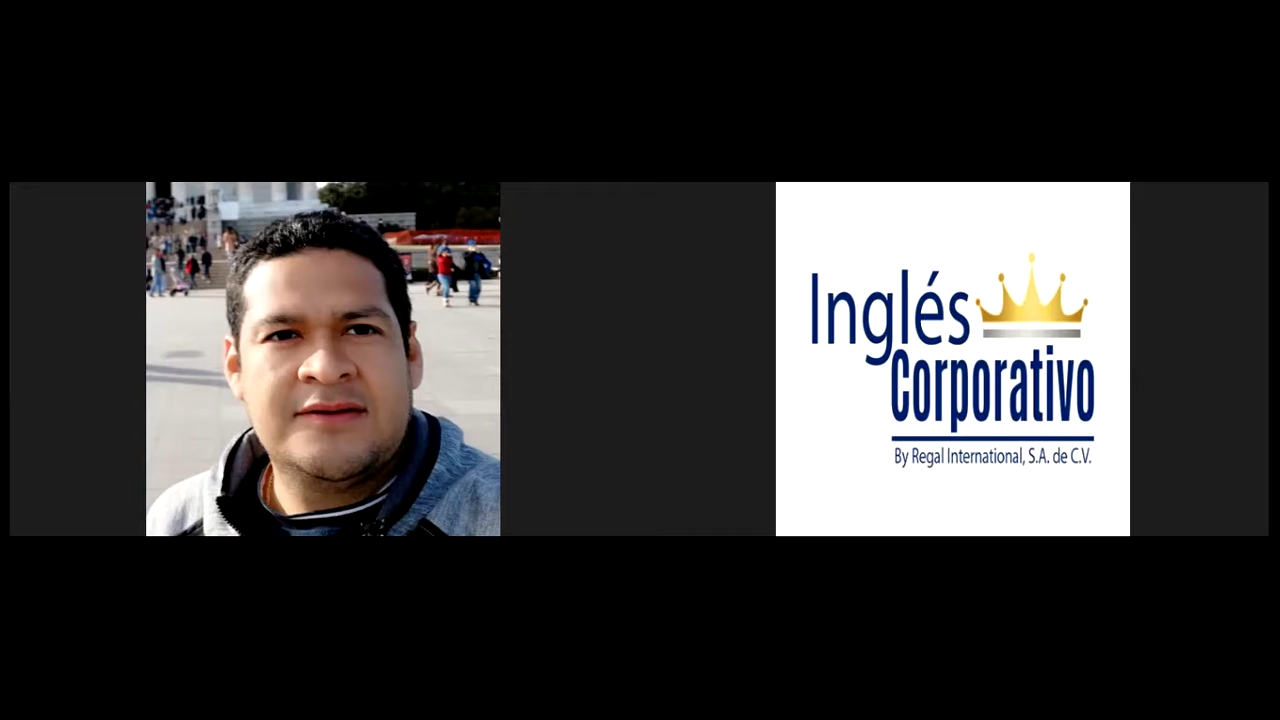 Inglés
Corporativo
By Regal International, S.A. de C.V.